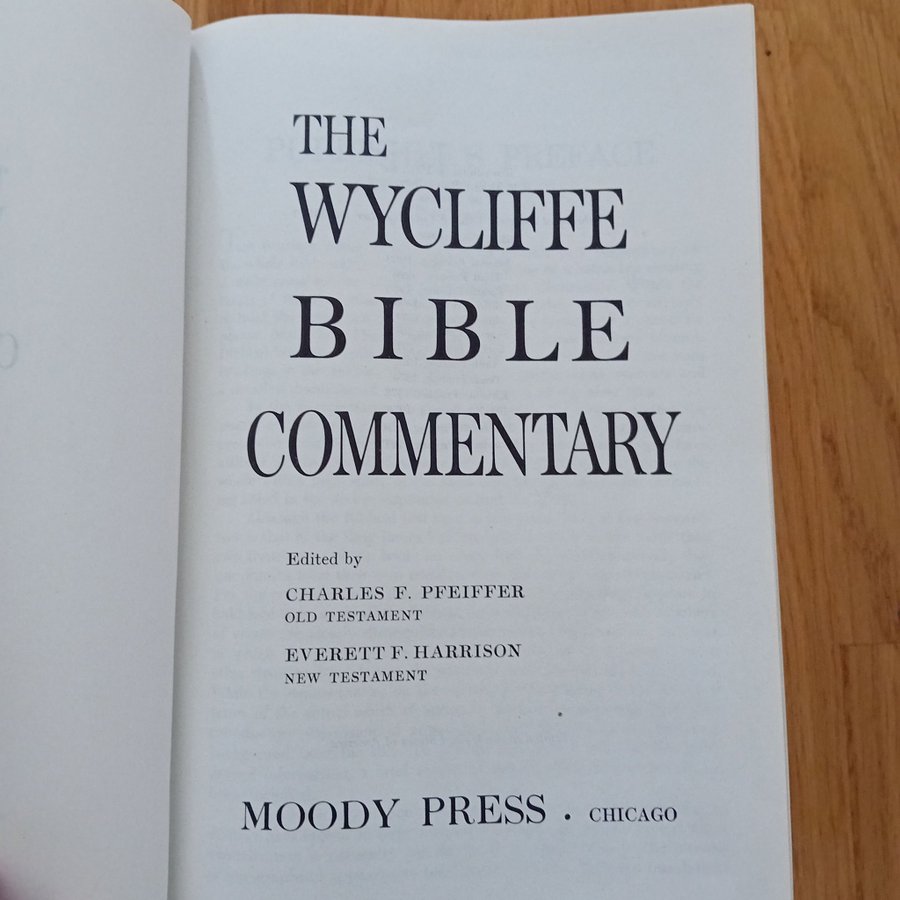 THE
WYCLIFFE
BIBLE
COMMENTARY
Edited by
CHARLES F. PFEIFFER
OLD TESTAMENT
EVERETT F. HARRISON
NEW TESTAMENT
MOODY PRESS • CHICAGO